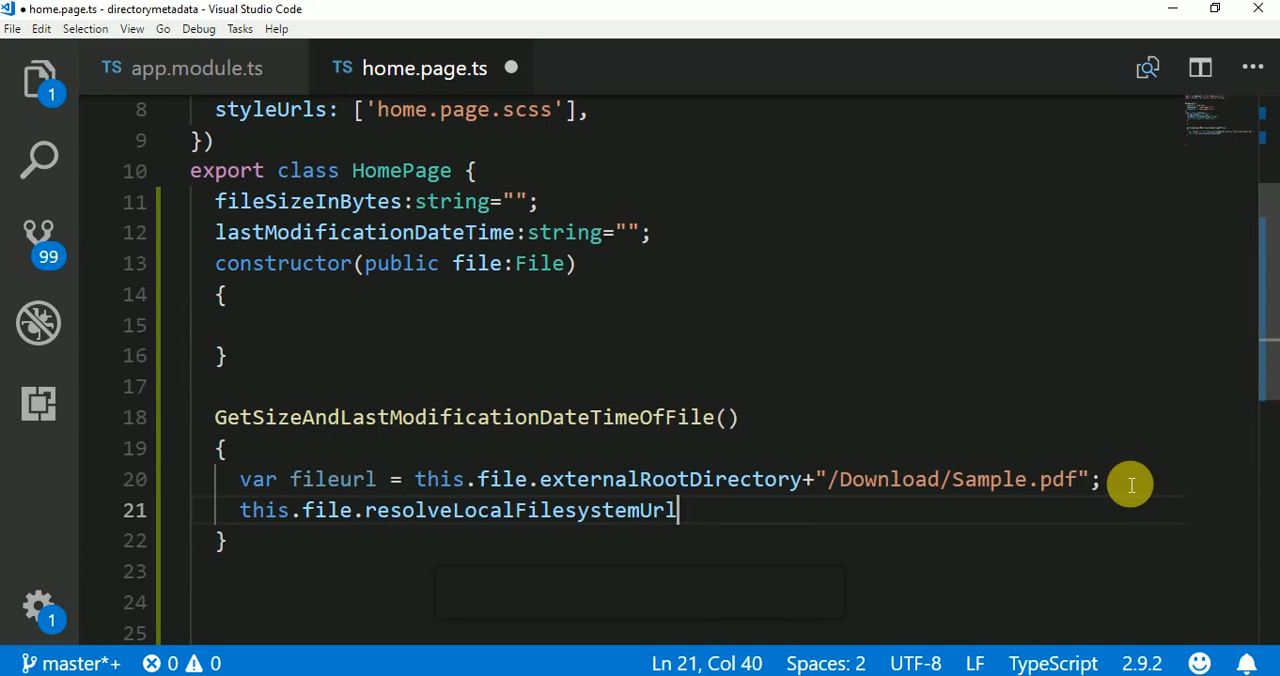 ● home.page.ts - directorymetadata - Visual Studio Code
File Edit Selection View Go Debug Tasks Help
TS app.module.ts TS home.page.ts
1
99
1
8 styleUrls: ['home.page.scss'],
9 })
10 export class HomePage {
11 fileSizeInBytes:string="";
12 lastModificationDateTime:string="";
13 constructor(public file:File)
14 {
15
16 }
17
18 GetSizeAndLastModificationDateTimeOfFile()
19 {
20 var fileurl = this.file.externalRootDirectory+"/Download/Sample.pdf";
21 this.file.resolveLocalFilesystemUrl
22 }
23
24
25
master*+ 0 0 Ln 21, Col 40 Spaces: 2 UTF-8 LF TypeScript 2.9.2